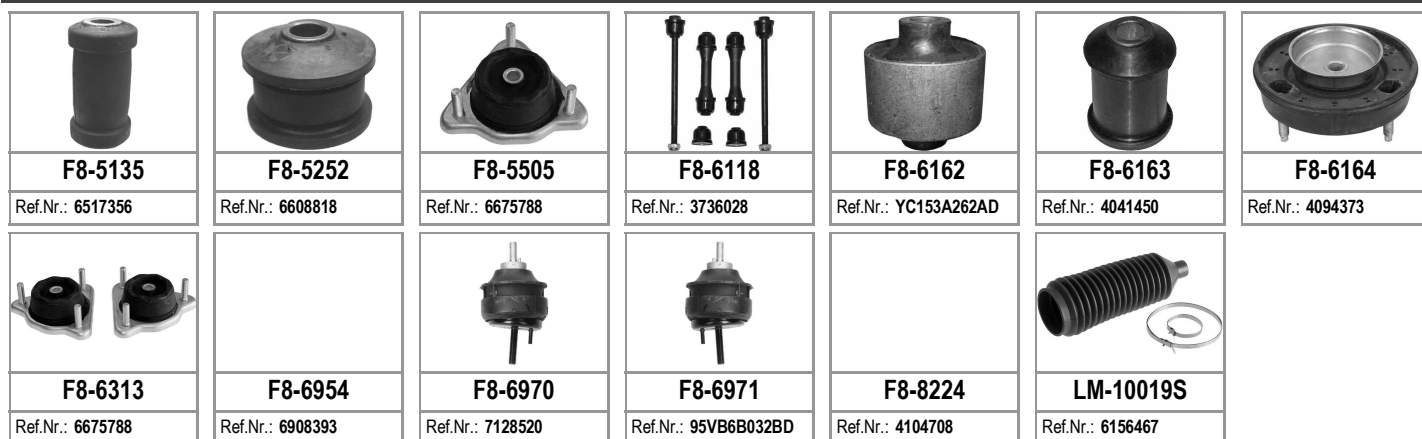 F8-5135 F8-5252 F8-5505 F8-6118 F8-6162 F8-6163 F8-6164
Ref.Nr.: 6517356 Ref.Nr.: 6608818 Ref.Nr.: 6675788 Ref.Nr.: 3736028 Ref.Nr.: YC153A262AD Ref.Nr.: 4041450 Ref.Nr.: 4094373
F8-6313 F8-6954 F8-6970 F8-6971 F8-8224 LM-10019S
Ref.Nr.: 6675788 Ref.Nr.: 6908393 Ref.Nr.: 7128520 Ref.Nr.: 95VB6B032BD Ref.Nr.: 4104708 Ref.Nr.: 6156467